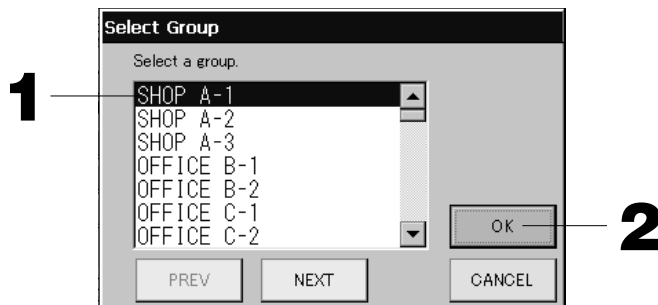 Select Group
Select a group.
1
SHOP A-1
SHOP A-2
SHOP A-3
OFFICE B-1
OFFICE B-2
OFFICE C-1
OFFICE C-2
OK
2
PREV
NEXT
CANCEL